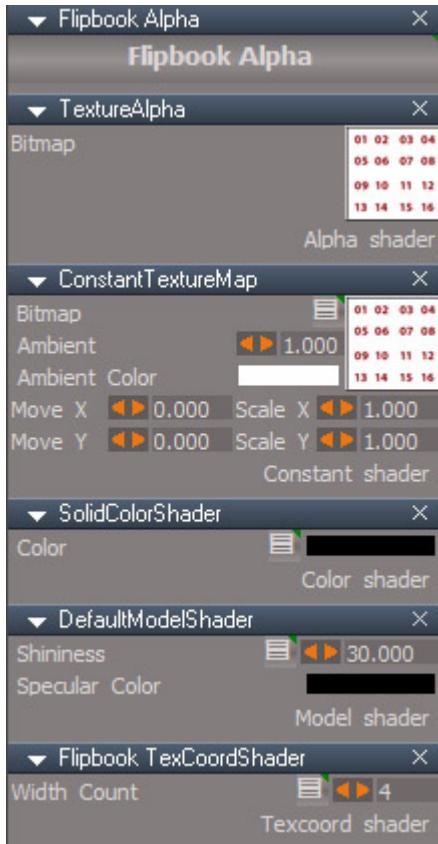 Flipbook Alpha
Flipbook Alpha
TextureAlpha
Bitmap
01 02 03 04
05 06 07 08
09 10 11 12
13 14 15 16
Alpha shader
ConstantTextureMap
Bitmap
Ambient 1.000
Ambient Color
01 02 03 04
05 06 07 08
09 10 11 12
13 14 15 16
Move X 0.000 Scale X 1.000
Move Y 0.000 Scale Y 1.000
Constant shader
SolidColorShader
Color
Color shader
DefaultModelShader
Shininess 30.000
Specular Color
Model shader
Flipbook TexCoordShader
Width Count 4
Texcoord shader